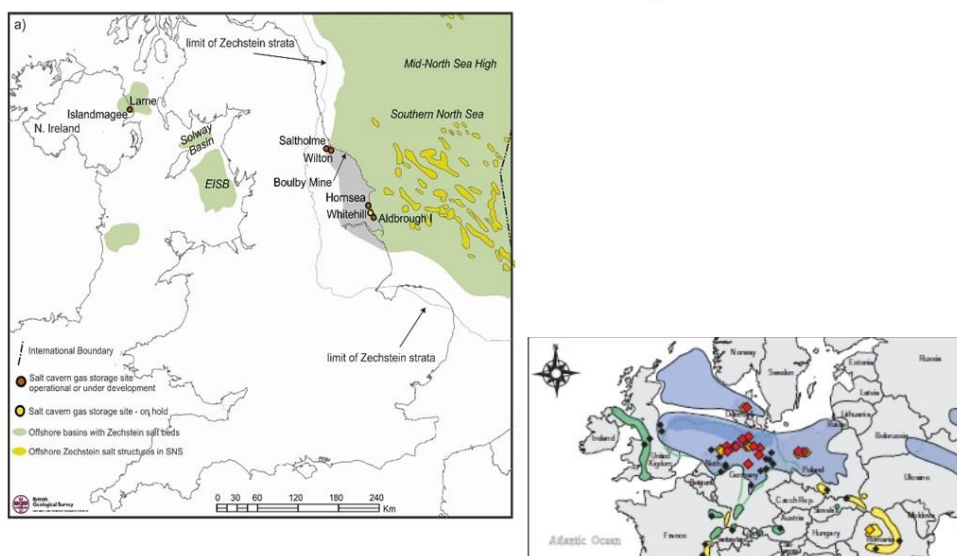 a)
limit of Zechstein strata
Mid-North Sea High
Larne
Islandmagee
N. Ireland
Southern North Sea
Solway
Basin
Saltholme
Wilton
EISB
Boulby Mine
Hornsea
Whitehill
Aldbrough I
limit of Zechstein strata
International Boundary
Salt cavern gas storage site
operational or under development
Salt cavern gas storage site - on hold
Offshore basins with Zechstein salt beds
Offshore Zechstein salt structures in SNS
British
Geological Survey
0 30 60 120 180 240
Km
N
Norway
Sweden
Estonia
Russia
Latvia
Lithuania
Ireland
United
Kingdom
Belorussia
Poland
Germany
Belgium
Ukraine
Czech Rep.
Slovakia
Austria
Hungary
Moldova
France
Romania
Atlantic Ocean